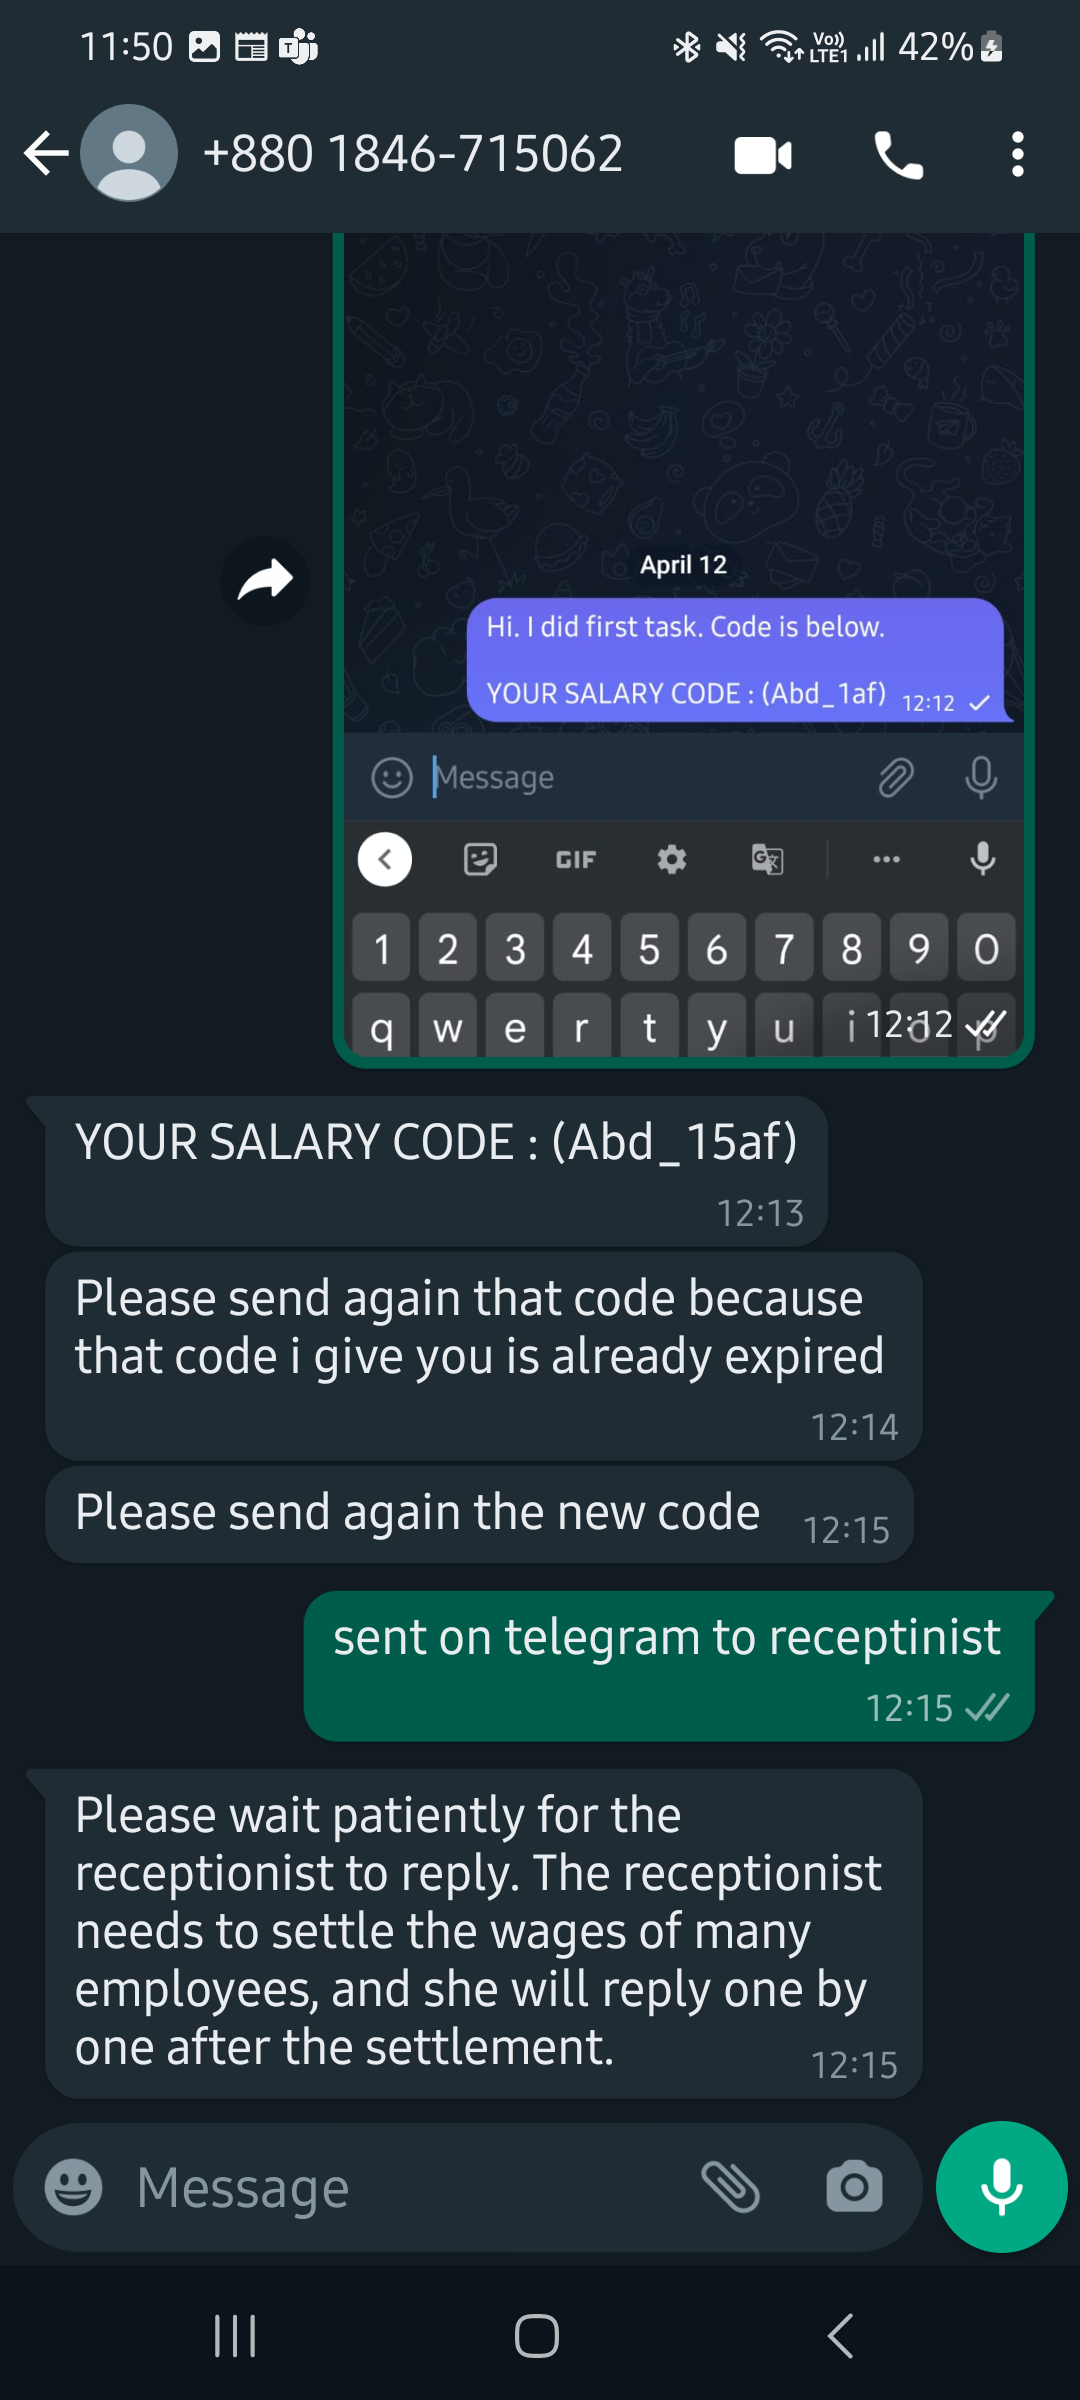 11:50
Vo))
LTE1
42%
+880 1846-715062
April 12
Hi. I did first task. Code is below.
YOUR SALARY CODE : (Abd_1af) 12:12
Message
GIF
1 2 3 4 5 6 7 8 9 0
q w e r t y u i o p
12:12
YOUR SALARY CODE : (Abd_15af)
12:13
Please send again that code because
that code i give you is already expired
12:14
Please send again the new code 12:15
sent on telegram to receptinist
12:15
Please wait patiently for the
receptionist to reply. The receptionist
needs to settle the wages of many
employees, and she will reply one by
one after the settlement. 12:15
Message